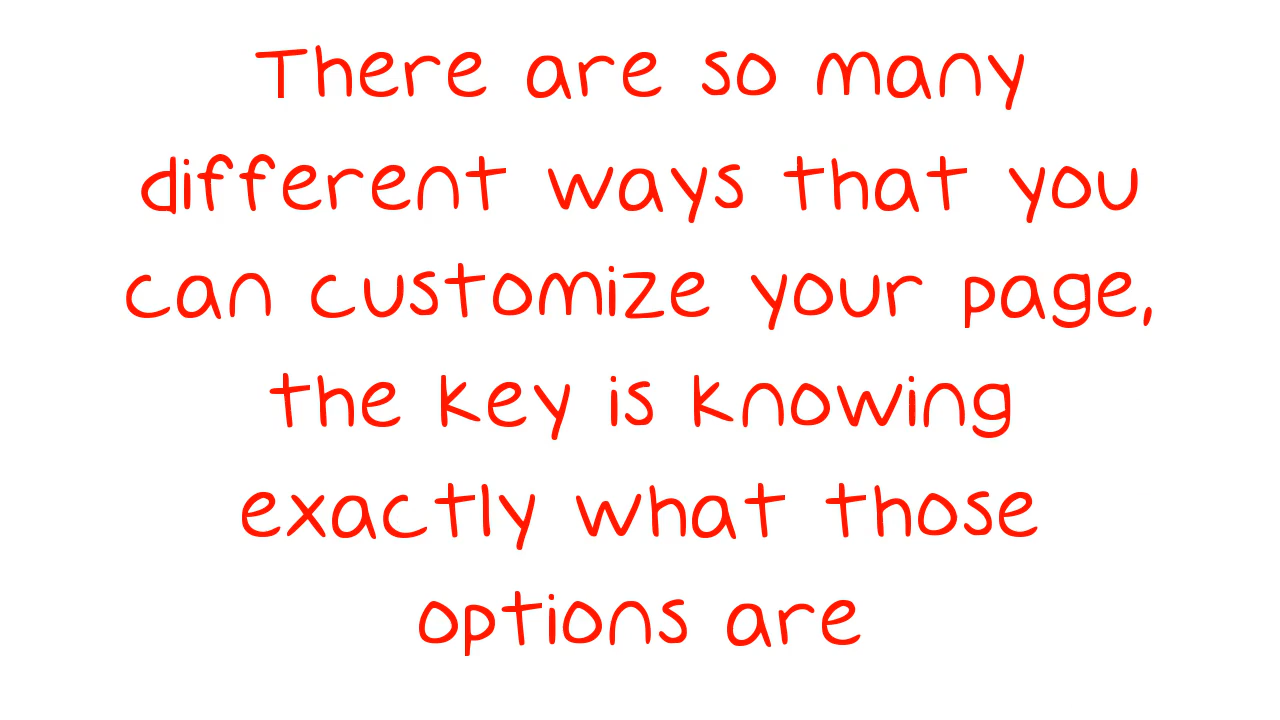 There are so many
different ways that you
can customize your page,
the key is knowing
exactly what those
options are